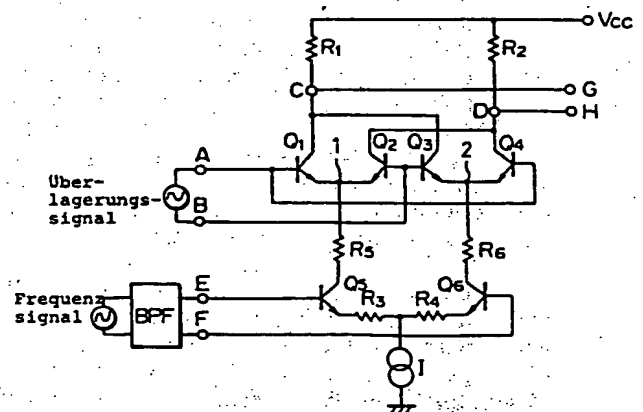 Vcc
R1 R2
C G
D H
Q1 1 Q2 Q3 2 Q4
A
Über-
lagerungs-
signal
B
R5 R6
E Q5 R3 R4 Q6
Frequenz
signal
BPF
F
I